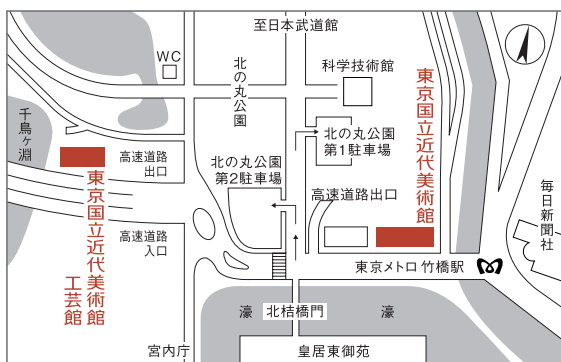 至日本武道館
WC
北の丸公園
科学技術館
東京国立近代美術館
千鳥ヶ淵
北の丸公園
第1駐車場
高速道路
出口
北の丸公園
第2駐車場
高速道路出口
東京国立近代美術館
工芸館
高速道路
入口
毎日新聞社
東京メトロ 竹橋駅
濠
北桔橋門
濠
宮内庁
皇居東御苑